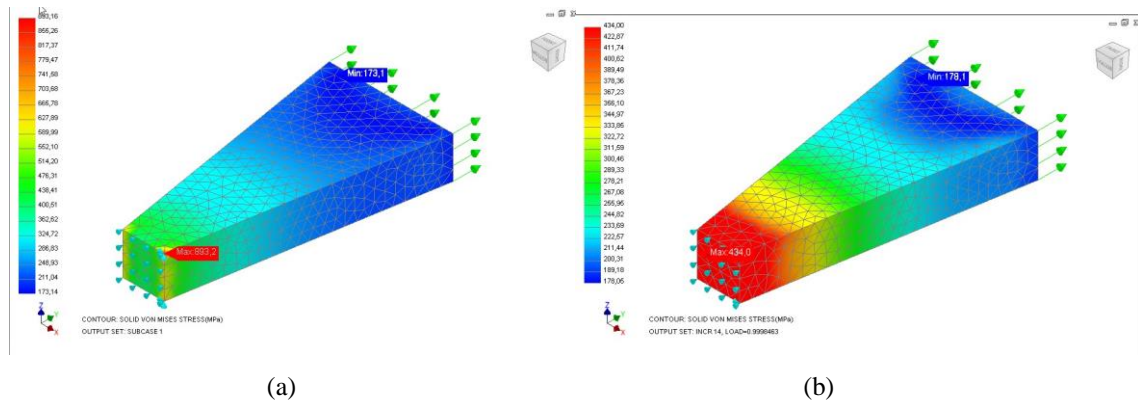 893,16
856,26
817,37
779,47
741,58
703,68
665,78
627,89
589,99
552,10
514,20
476,31
438,41
400,52
362,62
324,72
286,83
248,93
211,04
173,14
Min:173,1
Max:893,2
Z
Y
X
CONTOUR: SOLID VON MISES STRESS(MPa)
OUTPUT SET: SUBCASE 1
(a)
434,00
422,87
411,74
400,62
389,49
378,36
367,23
356,10
344,97
333,85
322,72
311,59
300,46
289,33
278,21
267,08
255,95
244,82
233,69
222,57
211,44
200,31
189,18
178,05
Min:178,1
Max:434,0
Z
Y
X
CONTOUR: SOLID VON MISES STRESS(MPa)
OUTPUT SET: INCR 14, LOAD=0.9998463
(b)